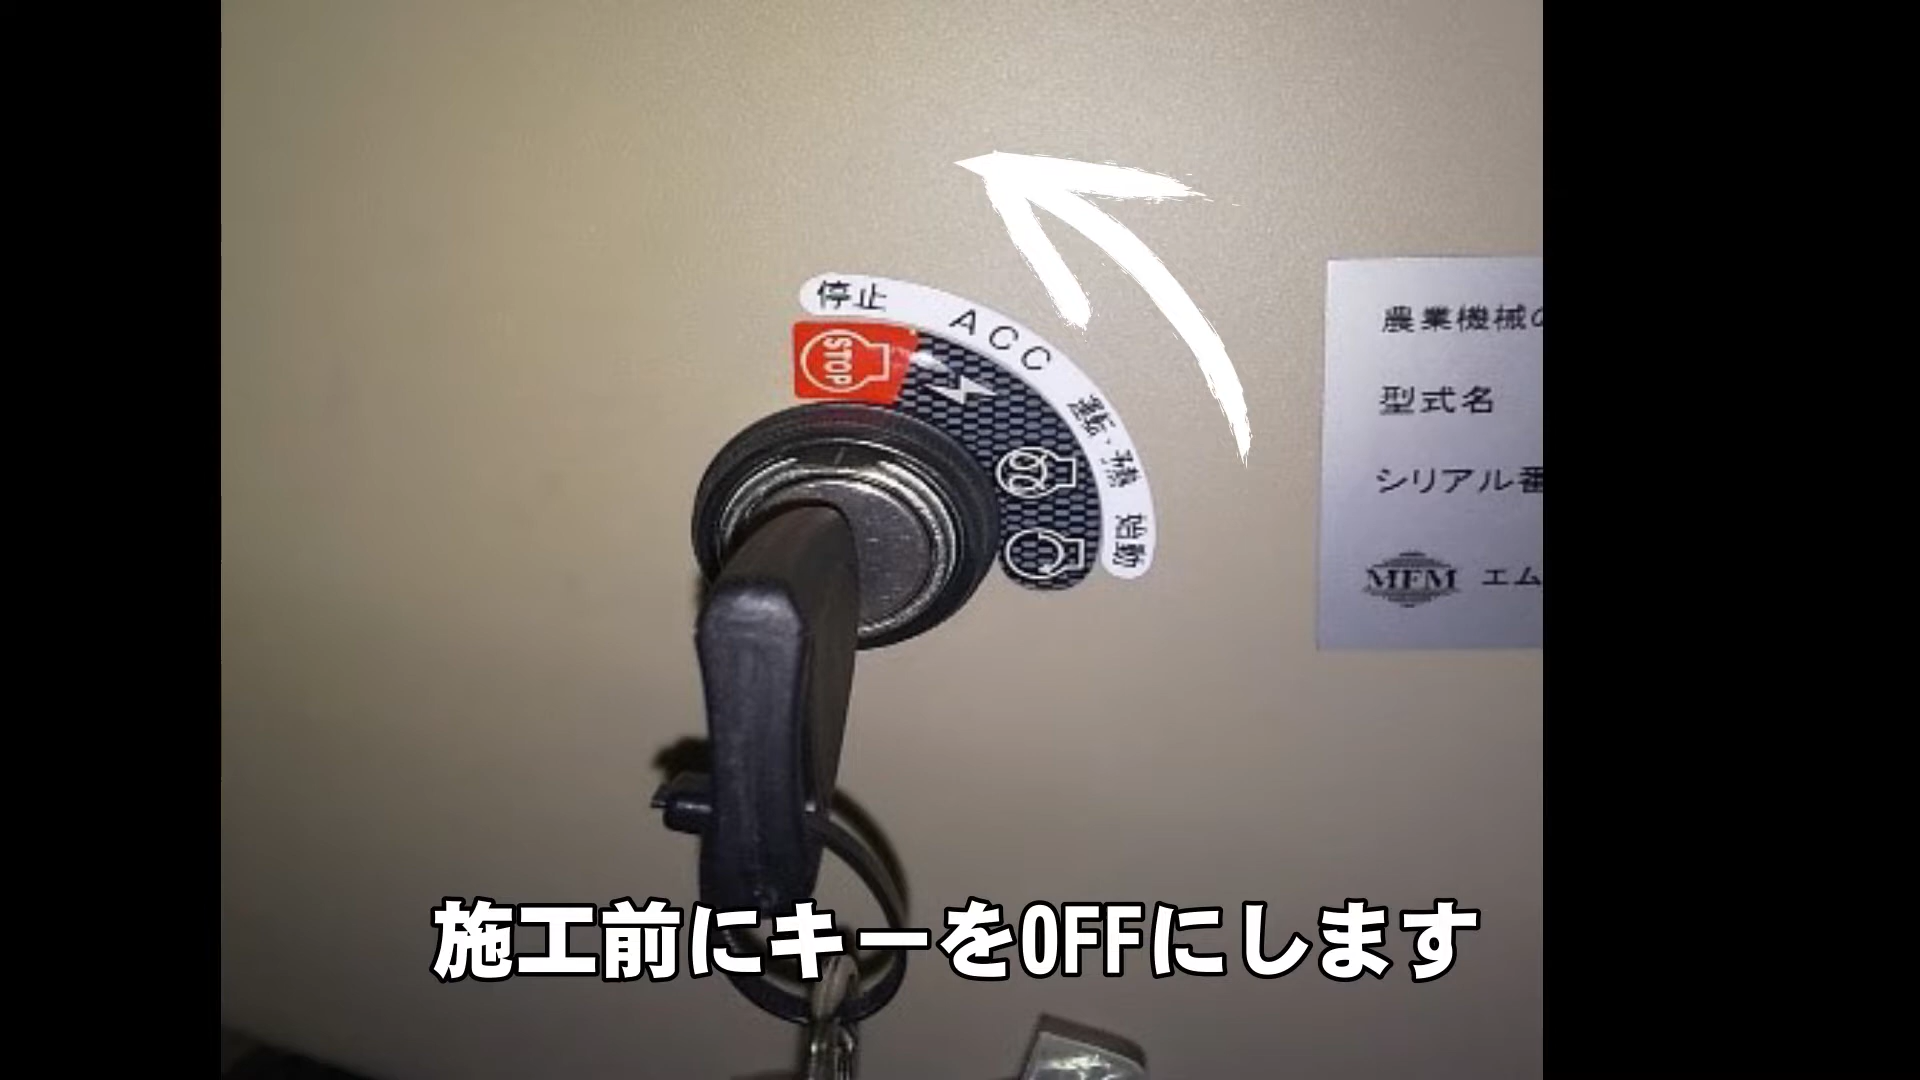 停止
ACC
運転・予熱
始動
STOP
農業機械の
型式名
シリアル番
MFM エム
施工前にキーをOFFにします